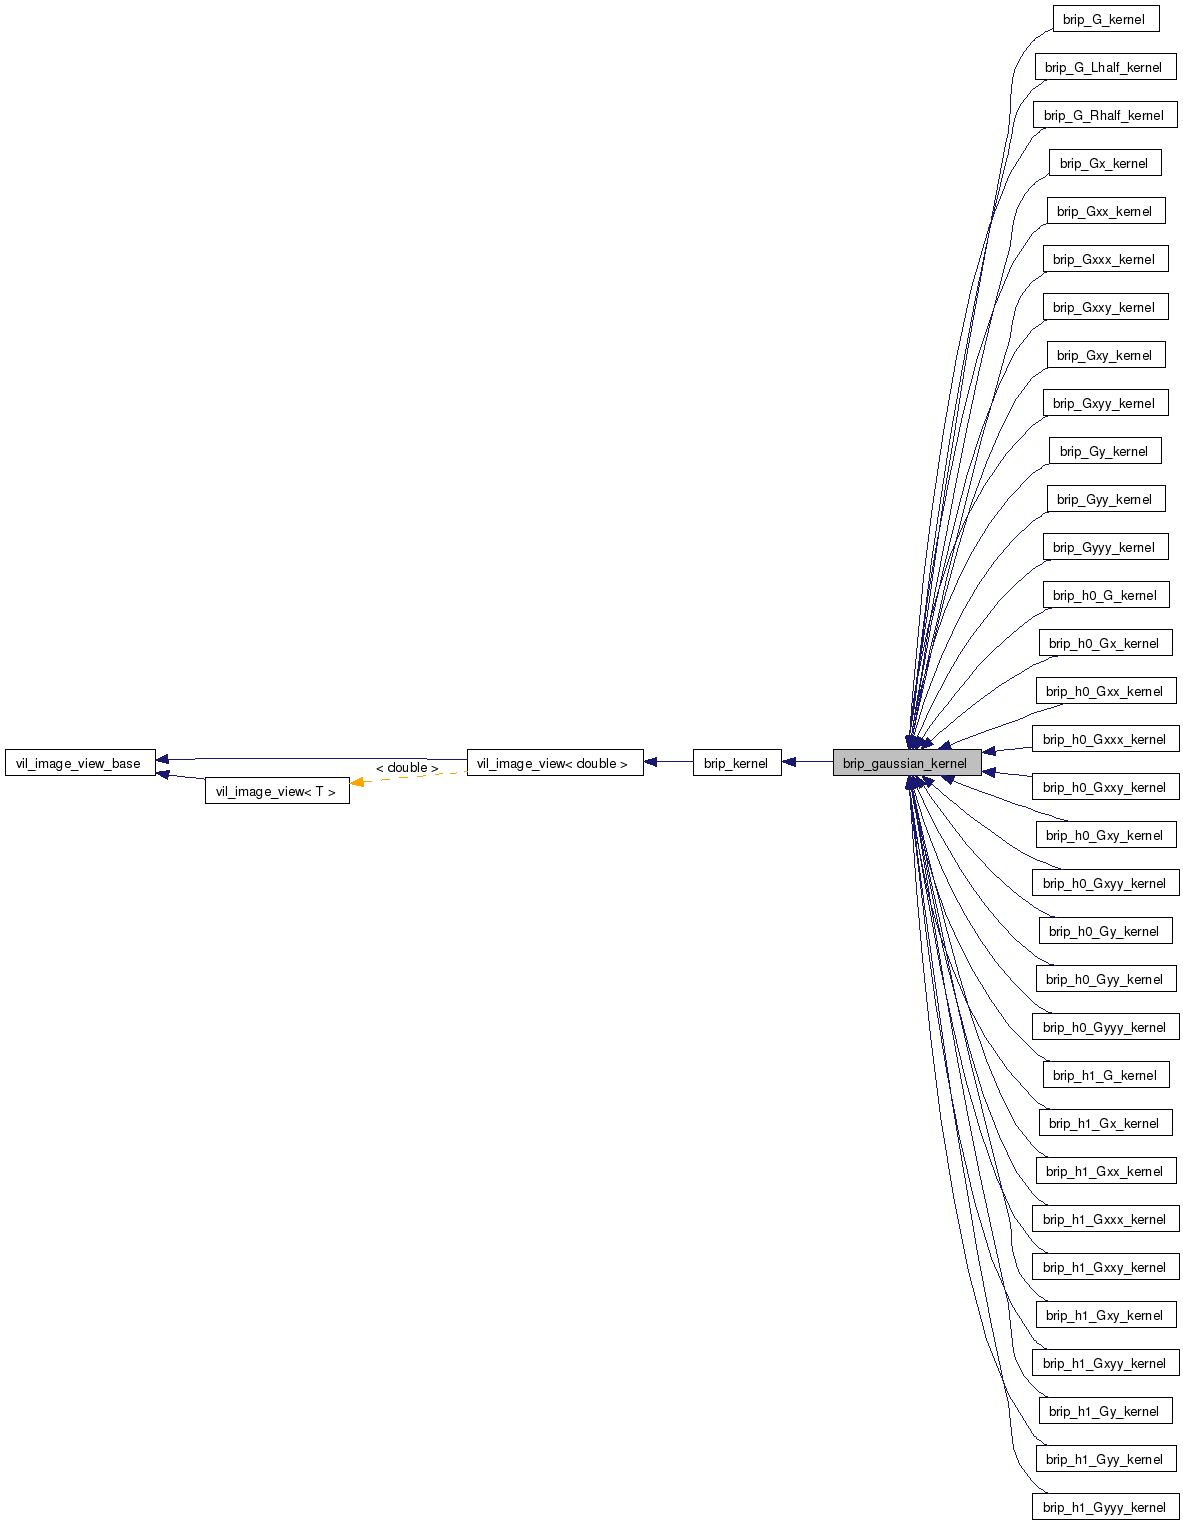 brip_G_kernel
brip_G_Lhalf_kernel
brip_G_Rhalf_kernel
brip_Gx_kernel
brip_Gxx_kernel
brip_Gxxx_kernel
brip_Gxxy_kernel
brip_Gxy_kernel
brip_Gxyy_kernel
brip_Gy_kernel
brip_Gyy_kernel
brip_Gyyy_kernel
brip_h0_G_kernel
brip_h0_Gx_kernel
brip_h0_Gxx_kernel
brip_h0_Gxxx_kernel
vil_image_view_base
< double >
vil_image_view< double >
brip_kernel
brip_gaussian_kernel
vil_image_view< T >
brip_h0_Gxxy_kernel
brip_h0_Gxy_kernel
brip_h0_Gxyy_kernel
brip_h0_Gy_kernel
brip_h0_Gyy_kernel
brip_h0_Gyyy_kernel
brip_h1_G_kernel
brip_h1_Gx_kernel
brip_h1_Gxx_kernel
brip_h1_Gxxx_kernel
brip_h1_Gxxy_kernel
brip_h1_Gxy_kernel
brip_h1_Gxyy_kernel
brip_h1_Gy_kernel
brip_h1_Gyy_kernel
brip_h1_Gyyy_kernel